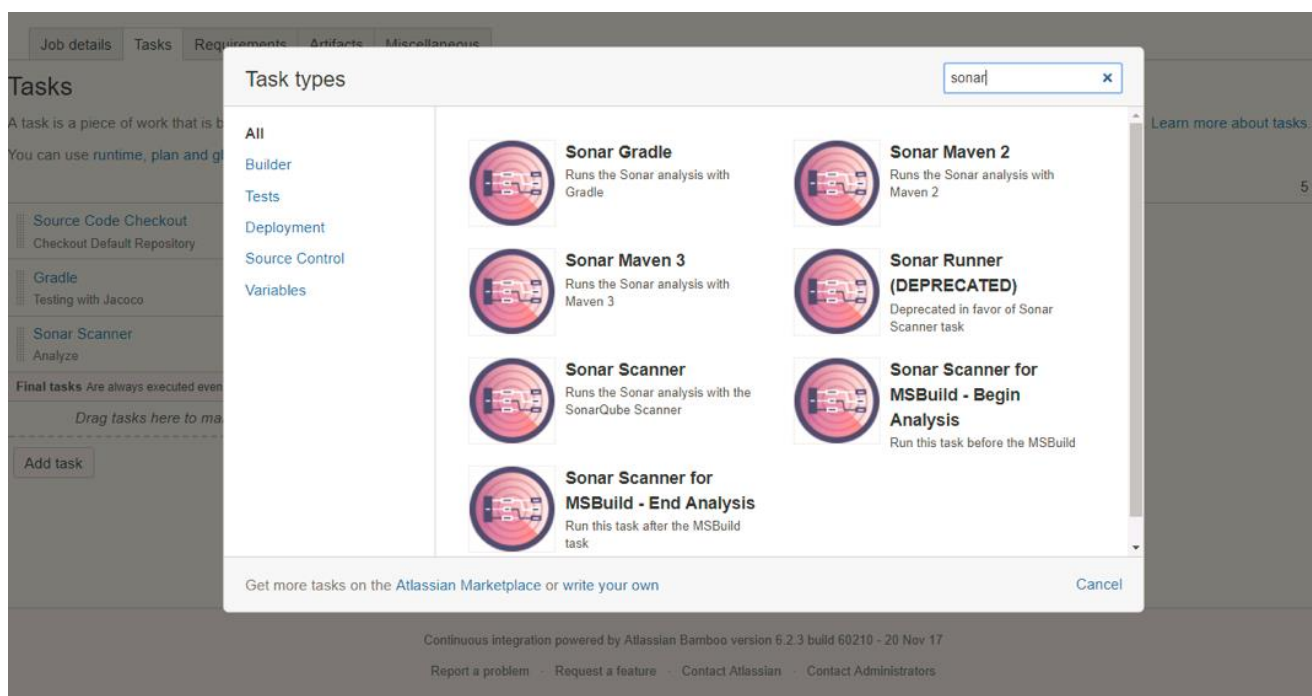 Job details Tasks Requirements Artifacts Miscellaneous
Tasks
A task is a piece of work that is b
Learn more about tasks
You can use runtime, plan and gl
5
Source Code Checkout
Checkout Default Repository
Gradle
Testing with Jacoco
Sonar Scanner
Analyze
Final tasks Are always executed even
Drag tasks here to ma
Add task
Task types
sonar
All
Builder
Tests
Deployment
Source Control
Variables
Sonar Gradle
Runs the Sonar analysis with
Gradle
Sonar Maven 2
Runs the Sonar analysis with
Maven 2
Sonar Maven 3
Runs the Sonar analysis with
Maven 3
Sonar Runner
(DEPRECATED)
Deprecated in favor of Sonar
Scanner task
Sonar Scanner
Runs the Sonar analysis with the
SonarQube Scanner
Sonar Scanner for
MSBuild - Begin
Analysis
Run this task before the MSBuild
Sonar Scanner for
MSBuild - End Analysis
Run this task after the MSBuild
task
Get more tasks on the Atlassian Marketplace or write your own
Cancel
Continuous integration powered by Atlassian Bamboo version 6.2.3 build 60210 - 20 Nov 17
Report a problem · Request a feature · Contact Atlassian · Contact Administrators